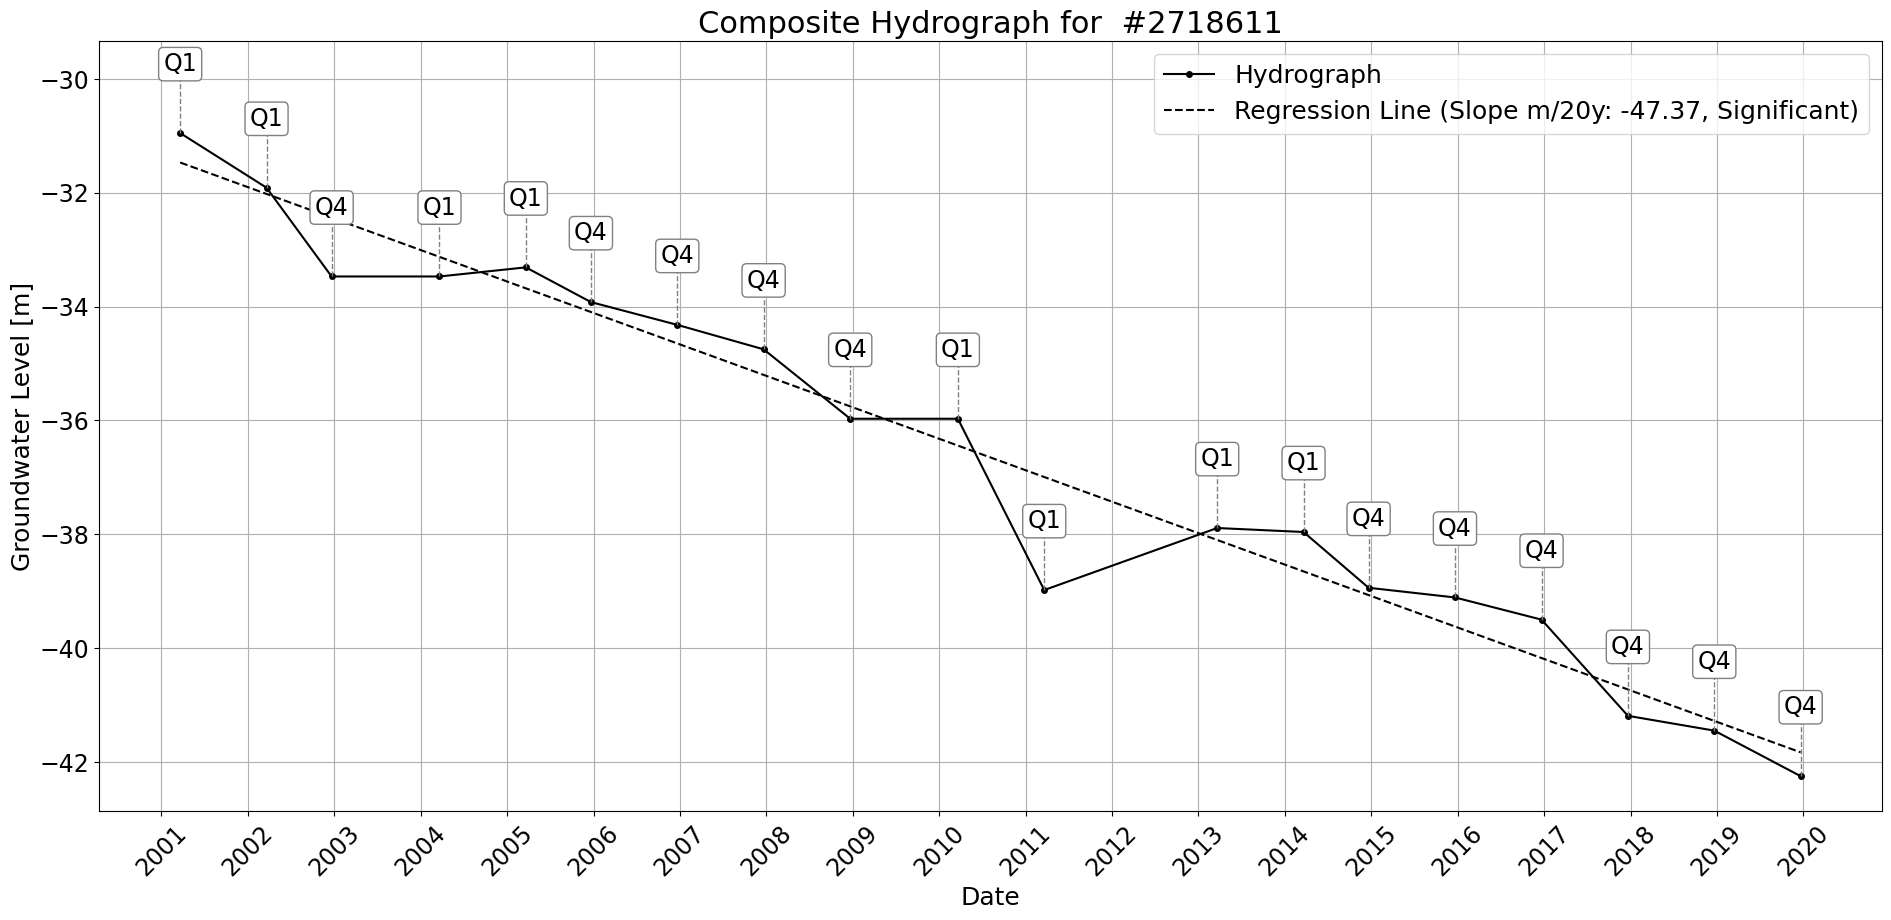 Composite Hydrograph for #2718611
Hydrograph
Regression Line (Slope m/20y: -47.37, Significant)
Groundwater Level [m]
−30
−32
−34
−36
−38
−40
−42
Q1
Q1
Q4
Q1
Q1
Q4
Q4
Q4
Q4
Q1
Q1
Q1
Q1
Q4
Q4
Q4
Q4
Q4
Q4
2001
2002
2003
2004
2005
2006
2007
2008
2009
2010
2011
2012
2013
2014
2015
2016
2017
2018
2019
2020
Date